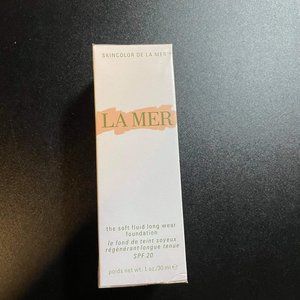 SKINCOLOR DE LA MER™
LA MER
the soft fluid long wear
foundation
le fond de teint soyeux
régénérant longue tenue
SPF 20
poids net wt. 1 oz./30 ml ℮